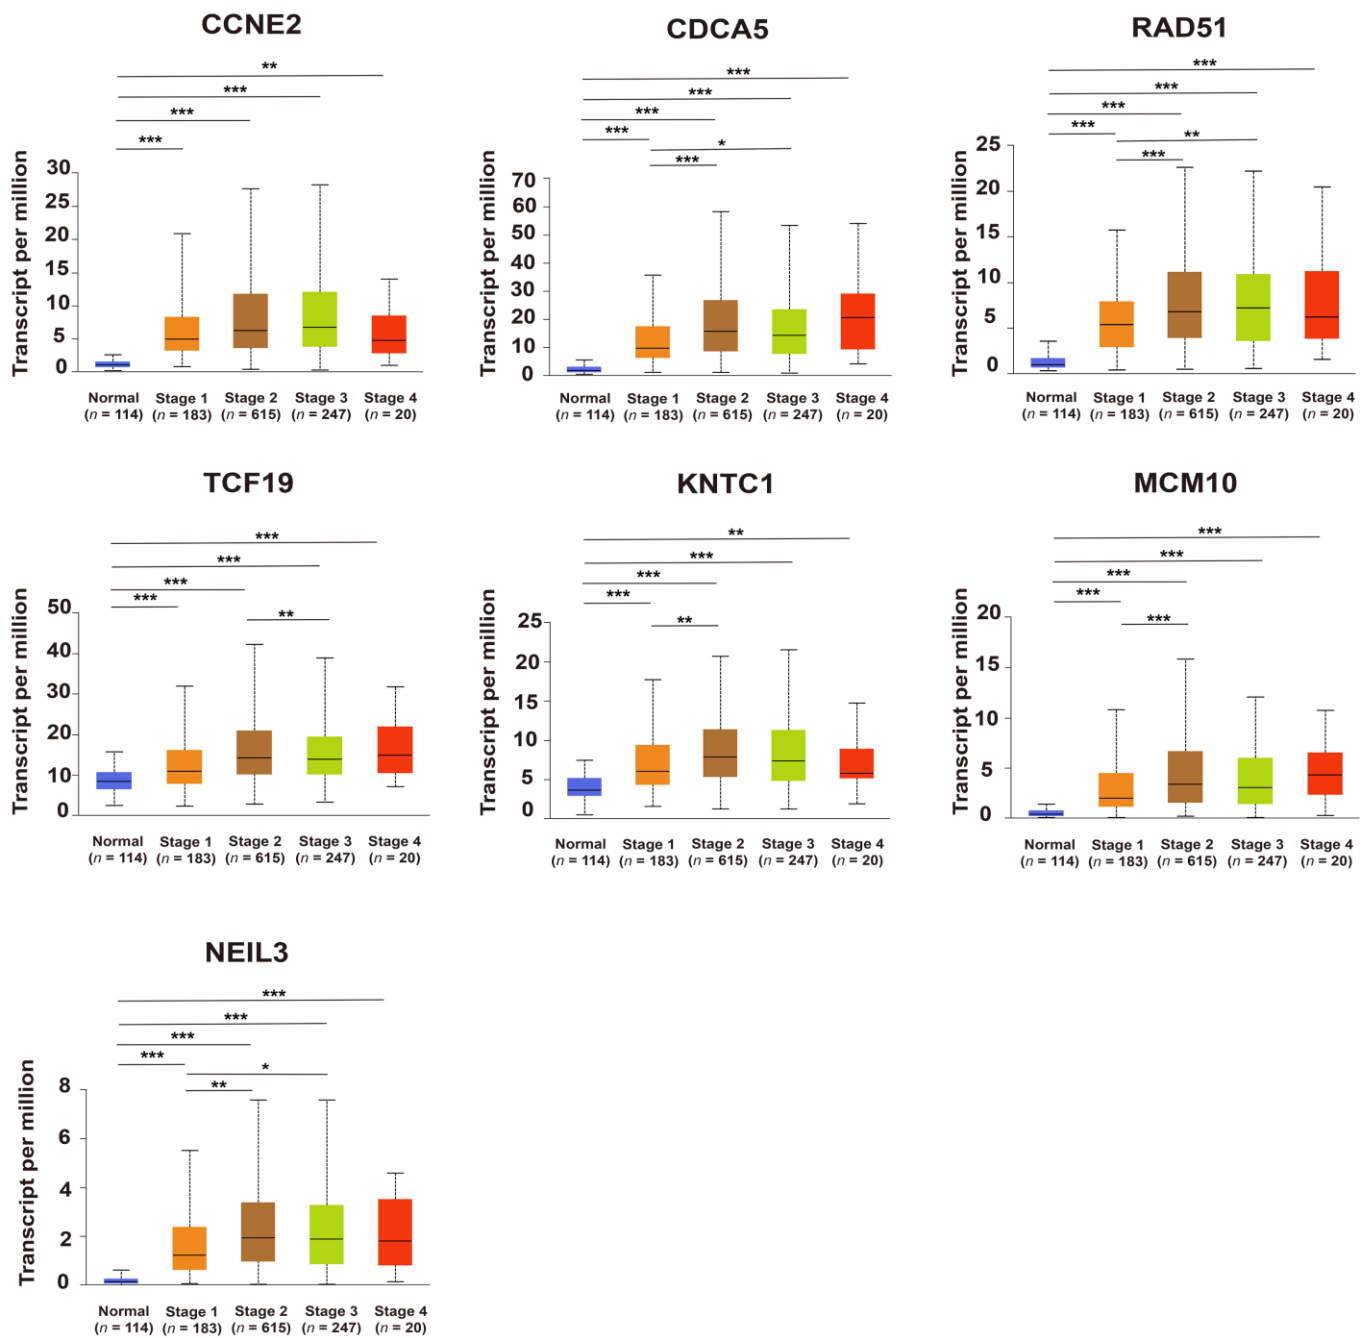 CCNE2
**
***
***
***
Transcript per million
30
25
20
15
10
5
0
Normal Stage 1 Stage 2 Stage 3 Stage 4
(n = 114) (n = 183) (n = 615) (n = 247) (n = 20)
CDCA5
***
***
***
***
*
***
Transcript per million
70
60
50
40
30
20
10
0
Normal Stage 1 Stage 2 Stage 3 Stage 4
(n = 114) (n = 183) (n = 615) (n = 247) (n = 20)
RAD51
***
***
***
***
**
***
Transcript per million
25
20
15
10
5
0
Normal Stage 1 Stage 2 Stage 3 Stage 4
(n = 114) (n = 183) (n = 615) (n = 247) (n = 20)
TCF19
***
***
***
***
**
Transcript per million
50
40
30
20
10
0
Normal Stage 1 Stage 2 Stage 3 Stage 4
(n = 114) (n = 183) (n = 615) (n = 247) (n = 20)
KNTC1
**
***
***
***
**
Transcript per million
25
20
15
10
5
0
Normal Stage 1 Stage 2 Stage 3 Stage 4
(n = 114) (n = 183) (n = 615) (n = 247) (n = 20)
MCM10
***
***
***
***
***
Transcript per million
20
15
10
5
0
Normal Stage 1 Stage 2 Stage 3 Stage 4
(n = 114) (n = 183) (n = 615) (n = 247) (n = 20)
NEIL3
***
***
***
***
*
**
Transcript per million
8
6
4
2
0
Normal Stage 1 Stage 2 Stage 3 Stage 4
(n = 114) (n = 183) (n = 615) (n = 247) (n = 20)